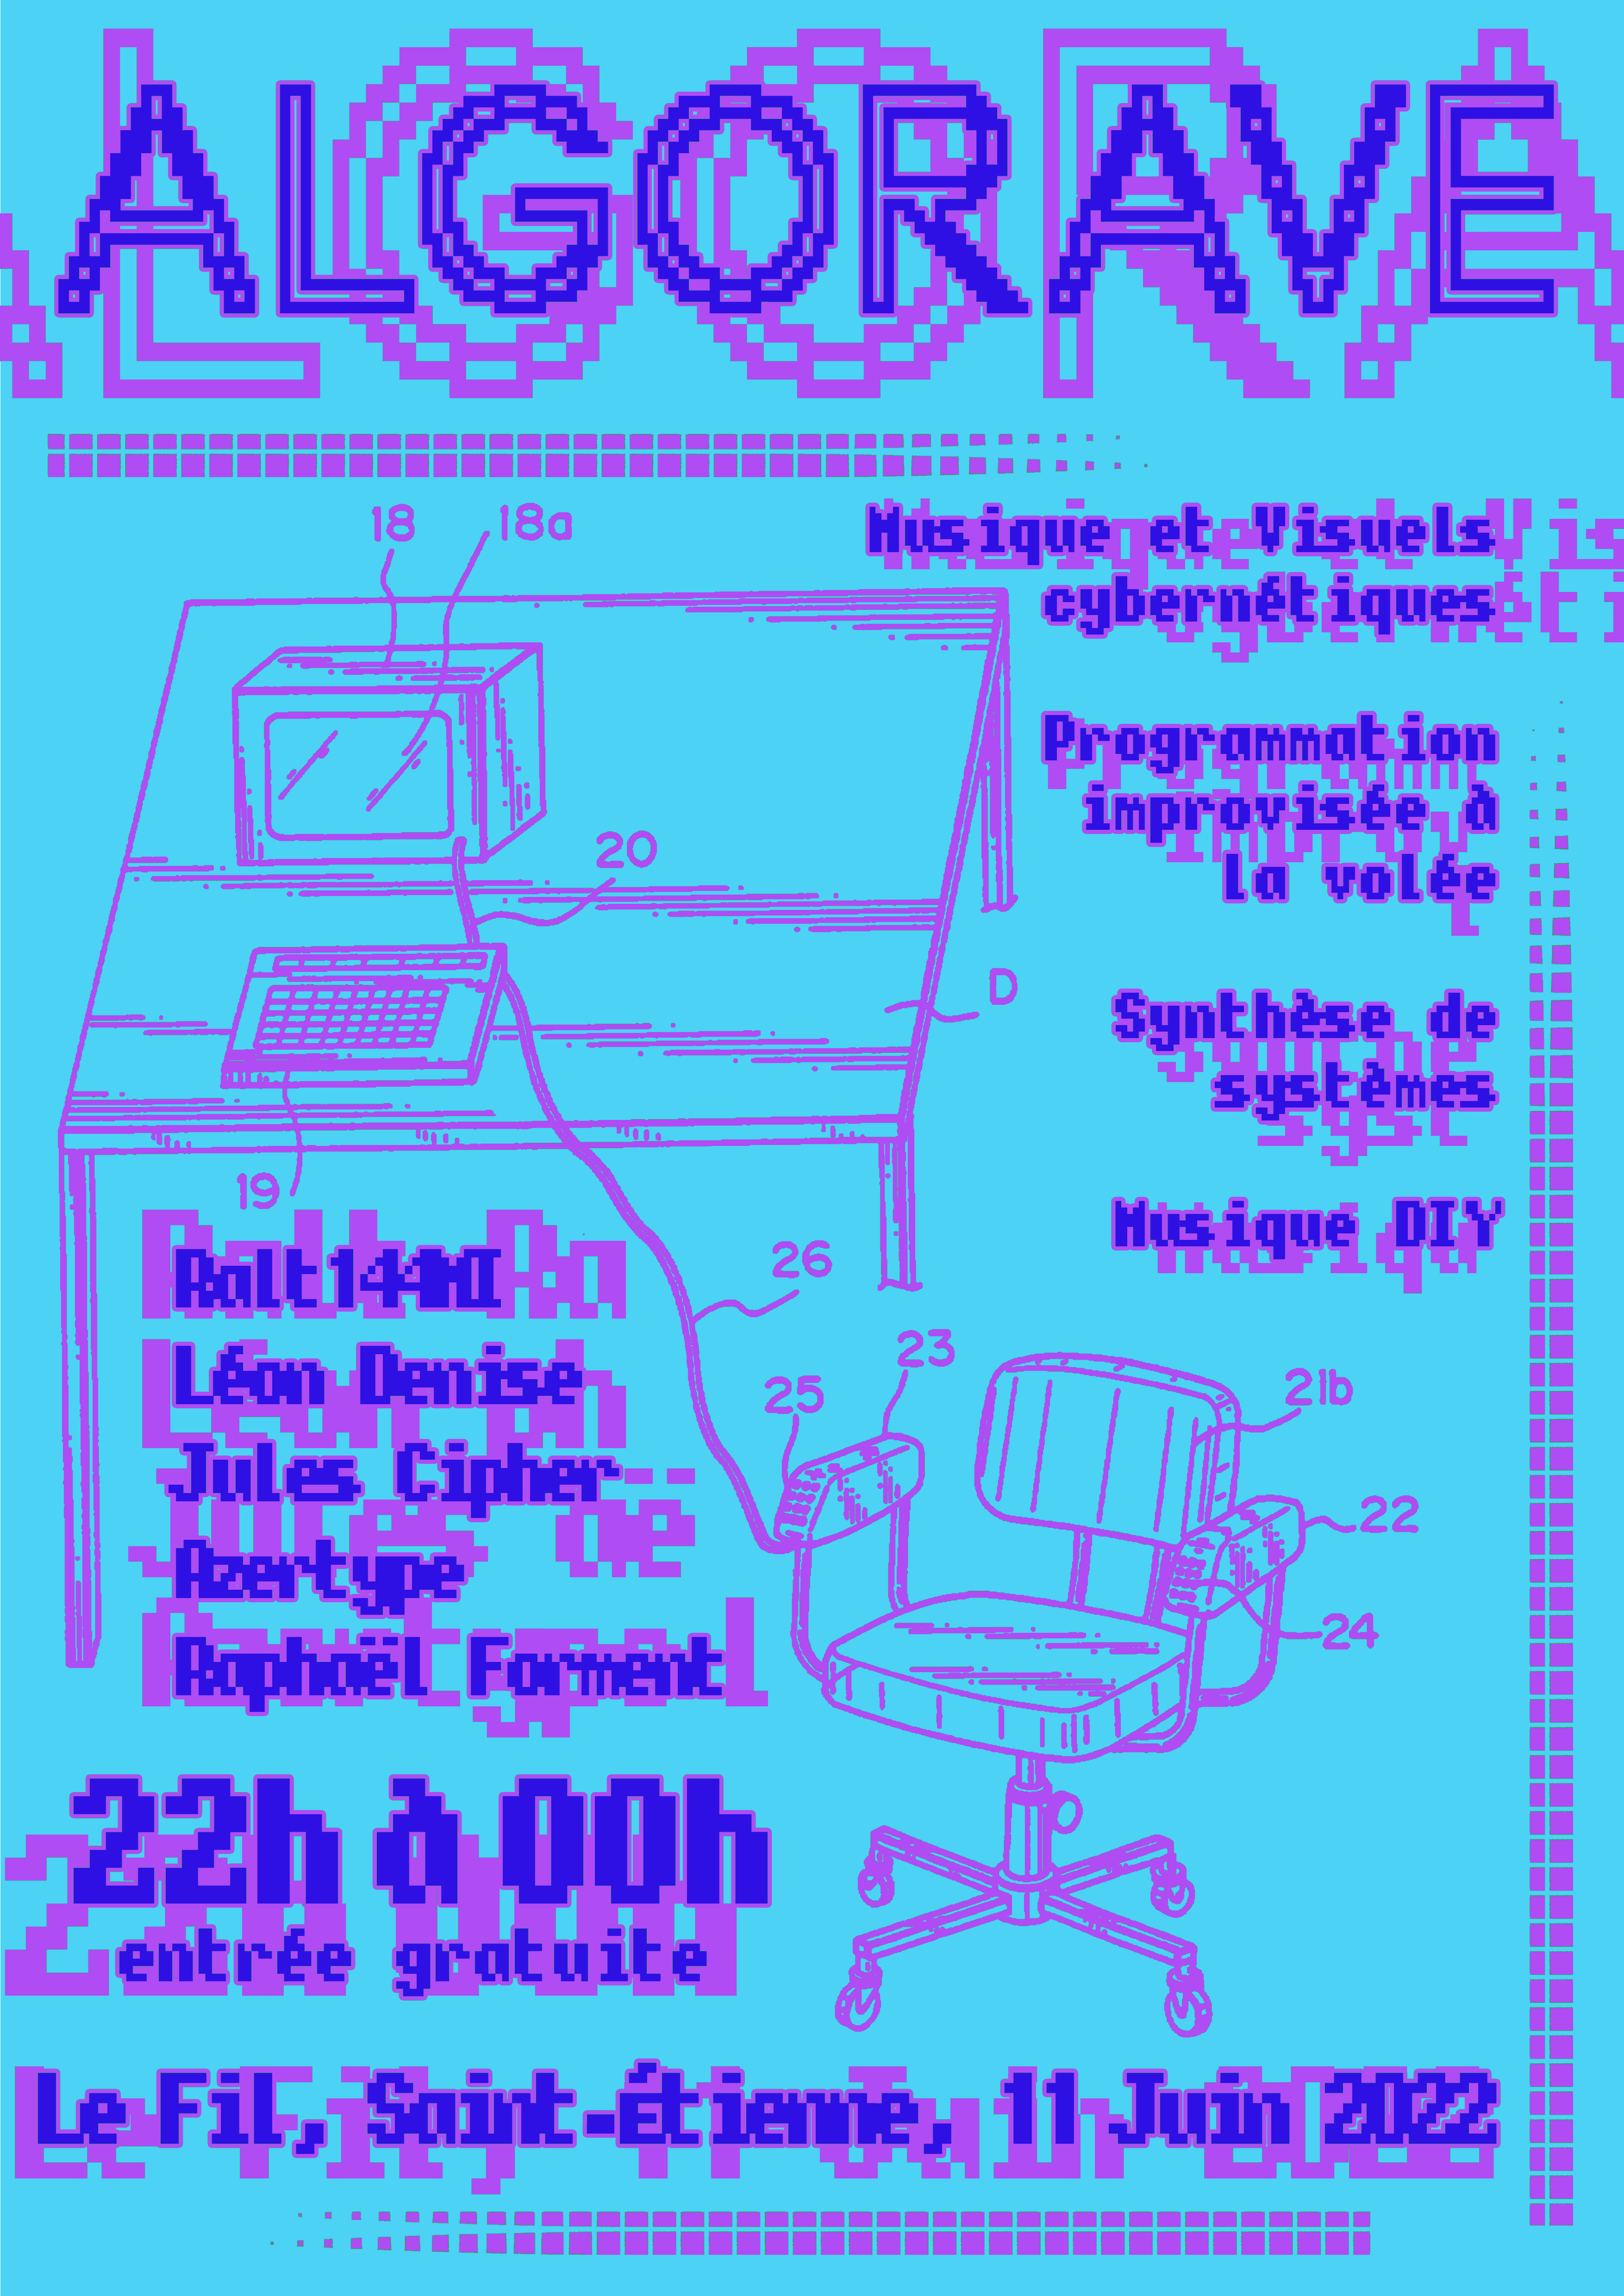 ALGORAVE
18
18a
Musique et Visuels
cybernétiques
Programmation
improvisée à
la volée
20
D
Synthèse de
systèmes
19
Musique DIY
26
23
25
21b
22
24
Léon Denise
Jules Cipher
Azertype
Raphaël Forment
22h à 00h
entrée gratuite
Le Fil, Saint-Étienne, 11 Juin 2022